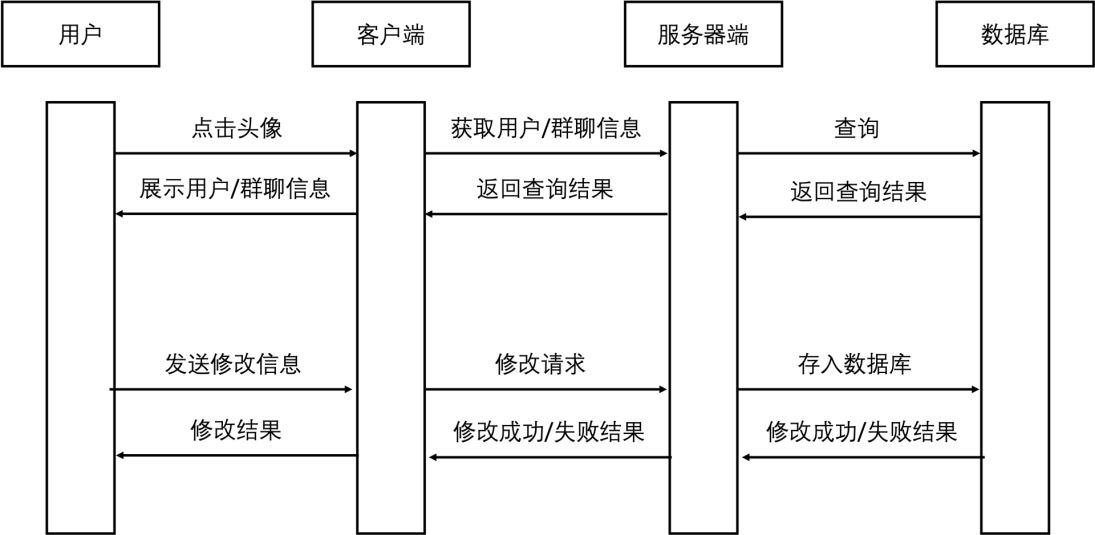 用户
客户端
服务器端
数据库
点击头像
获取用户/群聊信息
查询
展示用户/群聊信息
返回查询结果
返回查询结果
发送修改信息
修改请求
存入数据库
修改结果
修改成功/失败结果
修改成功/失败结果